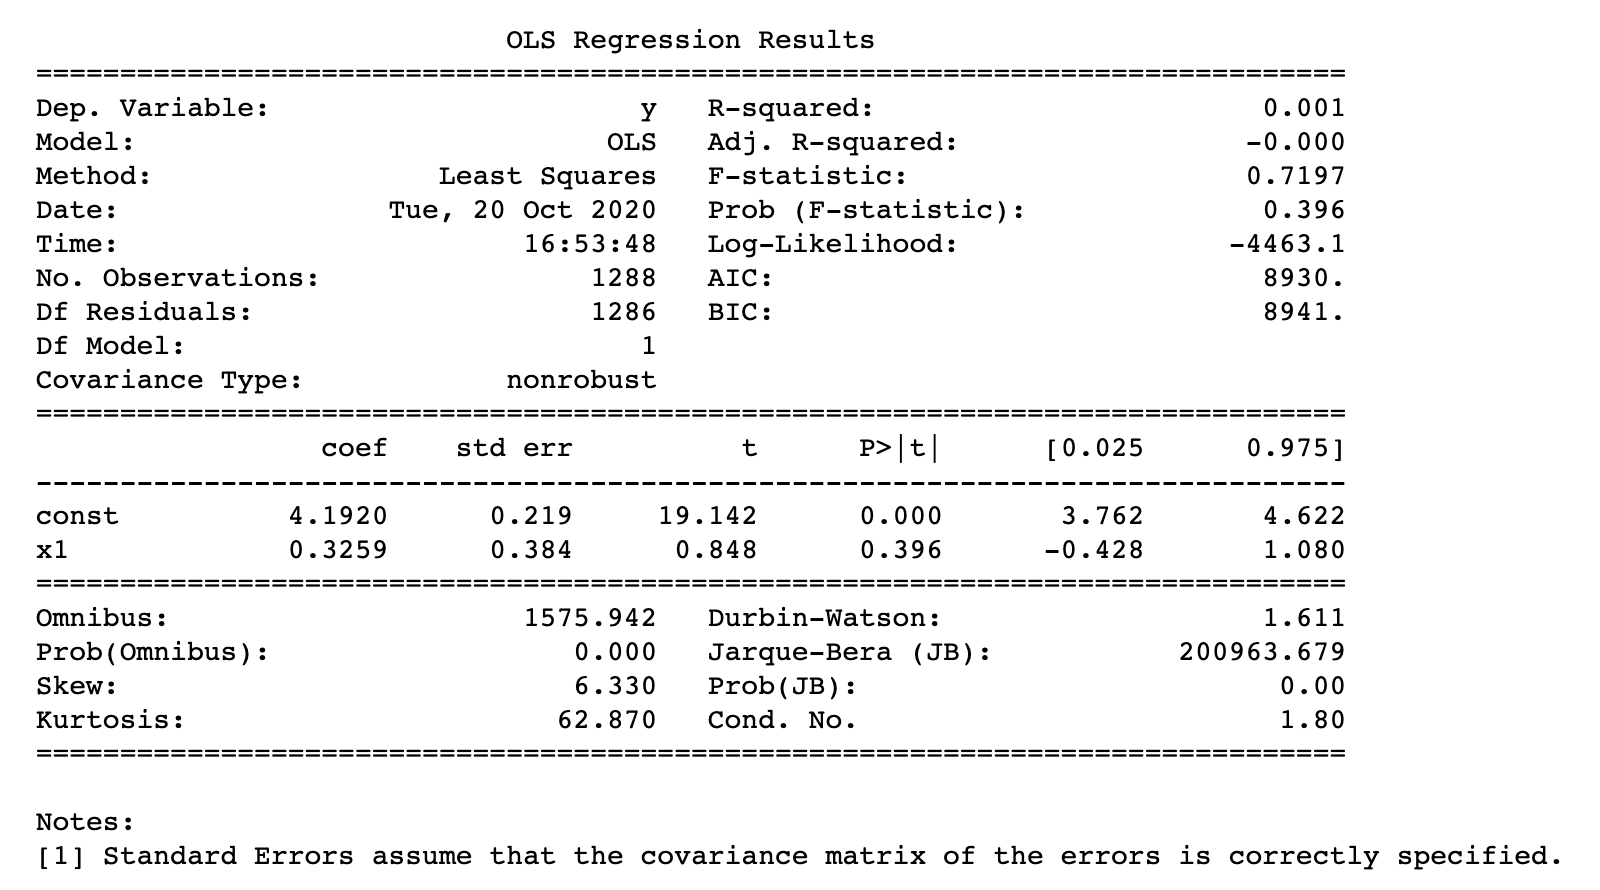 OLS Regression Results
==============================================================================
Dep. Variable:                      y   R-squared:                       0.001
Model:                            OLS   Adj. R-squared:                 -0.000
Method:                 Least Squares   F-statistic:                    0.7197
Date:                Tue, 20 Oct 2020   Prob (F-statistic):              0.396
Time:                        16:53:48   Log-Likelihood:                -4463.1
No. Observations:                1288   AIC:                             8930.
Df Residuals:                    1286   BIC:                             8941.
Df Model:                           1
Covariance Type:            nonrobust
==============================================================================
                 coef    std err          t      P>|t|      [0.025      0.975]
------------------------------------------------------------------------------
const          4.1920      0.219     19.142      0.000       3.762       4.622
x1             0.3259      0.384      0.848      0.396      -0.428       1.080
==============================================================================
Omnibus:                     1575.942   Durbin-Watson:                   1.611
Prob(Omnibus):                  0.000   Jarque-Bera (JB):           200963.679
Skew:                           6.330   Prob(JB):                         0.00
Kurtosis:                      62.870   Cond. No.                         1.80
==============================================================================
Notes:
[1] Standard Errors assume that the covariance matrix of the errors is correctly specified.